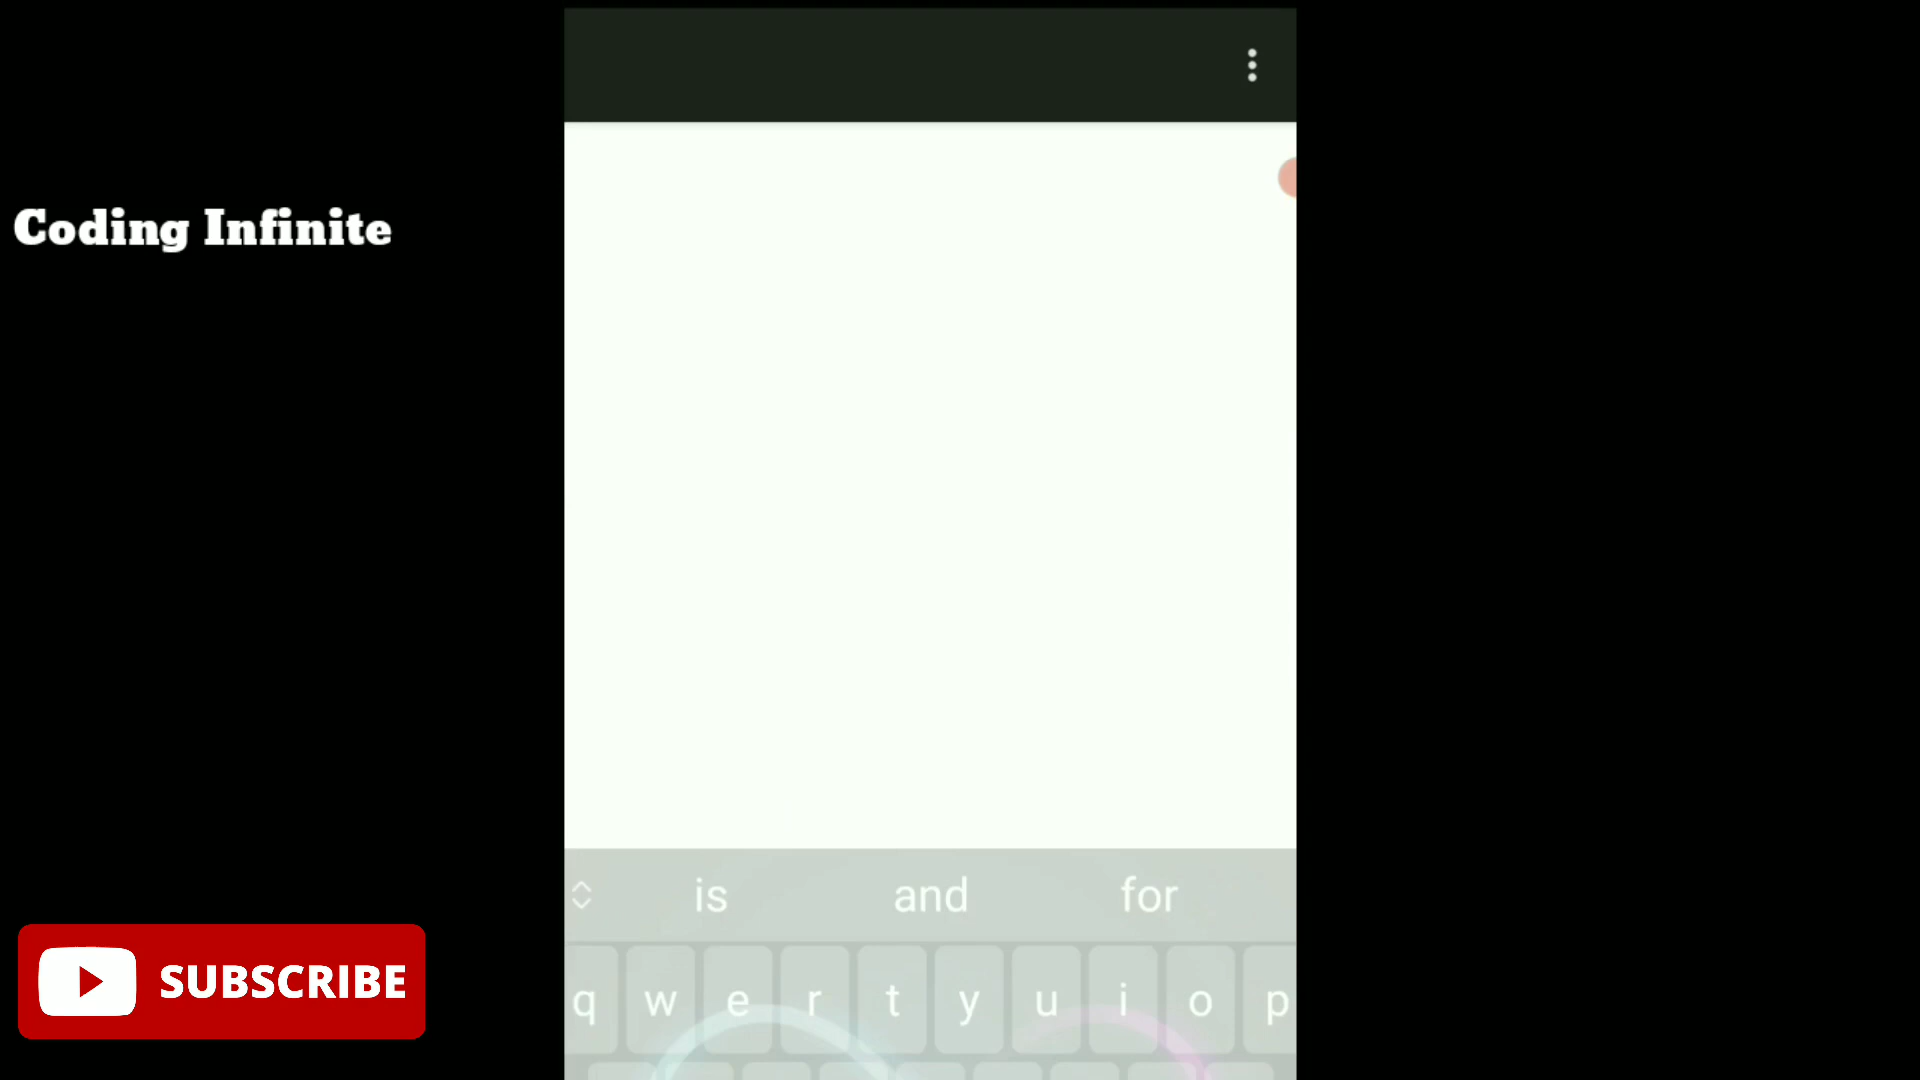 Coding Infinite
is and for
q w e r t y u i o p
SUBSCRIBE